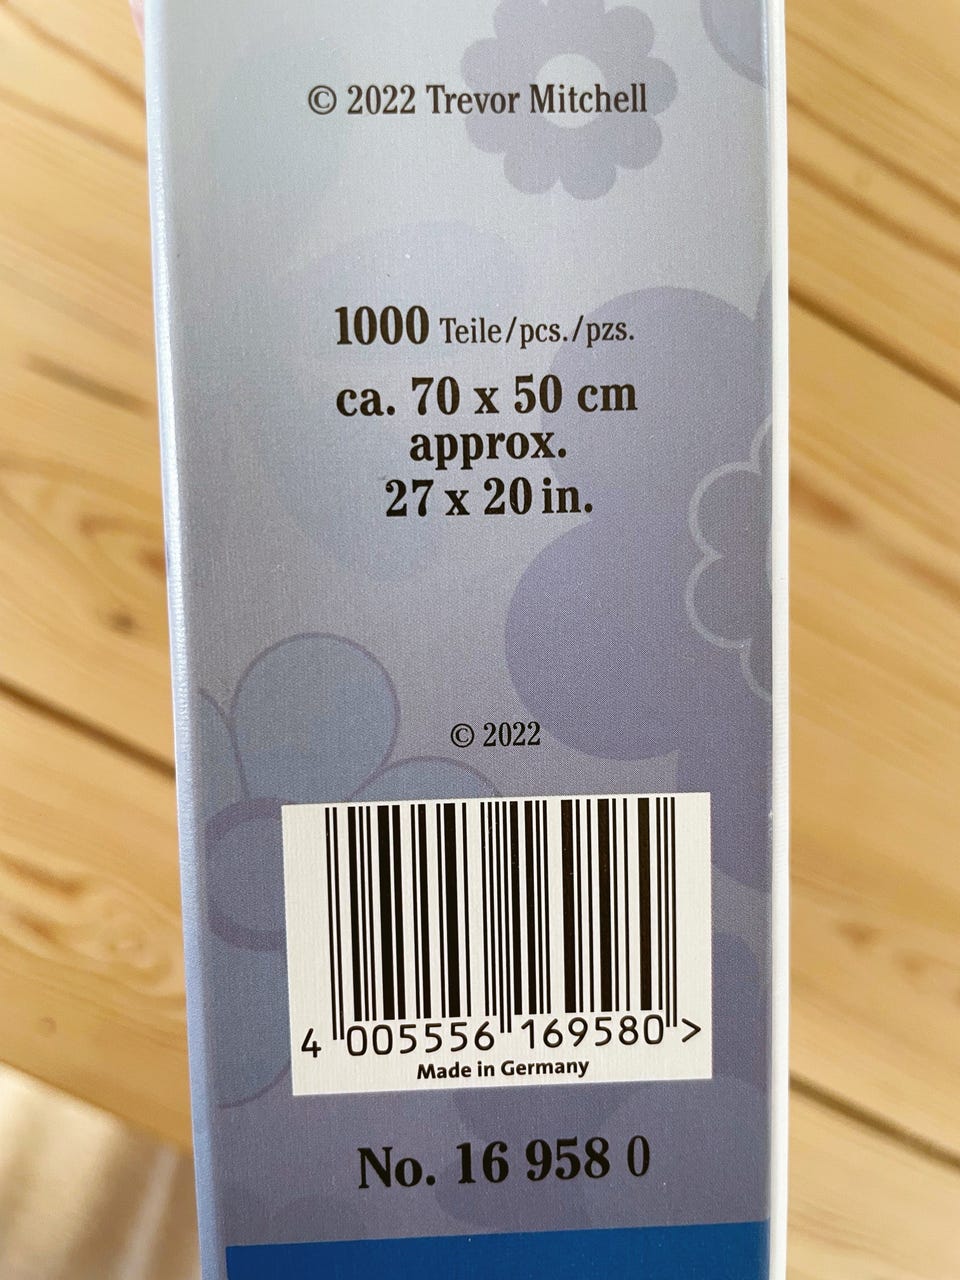 © 2022 Trevor Mitchell
1000 Teile/pcs./pzs.
ca. 70 x 50 cm
approx.
27 x 20 in.
© 2022
4 005556 169580 >
Made in Germany
No. 16 958 0